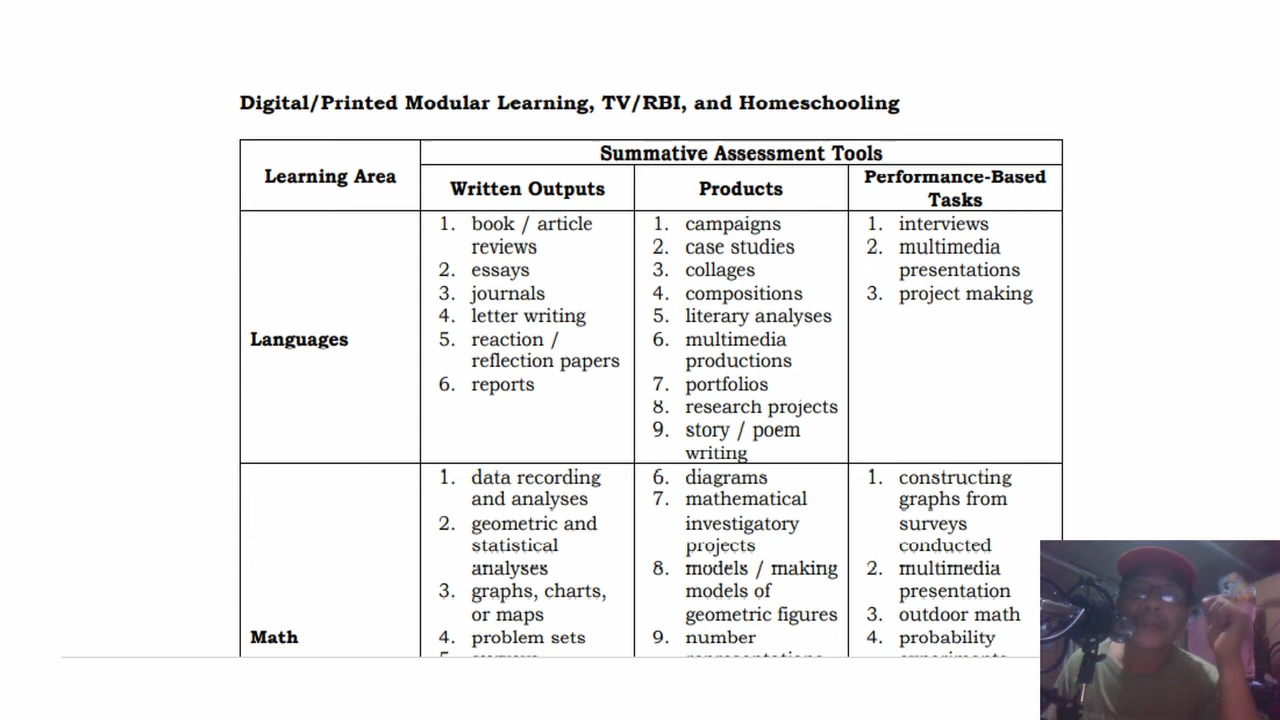 Digital/Printed Modular Learning, TV/RBI, and Homeschooling
Learning Area
Summative Assessment Tools
Written Outputs
Products
Performance-Based
Tasks
Languages
1. book / article
reviews
2. essays
3. journals
4. letter writing
5. reaction /
reflection papers
6. reports
1. campaigns
2. case studies
3. collages
4. compositions
5. literary analyses
6. multimedia
productions
7. portfolios
8. research projects
9. story / poem
writing
1. interviews
2. multimedia
presentations
3. project making
Math
1. data recording
and analyses
2. geometric and
statistical
analyses
3. graphs, charts,
or maps
4. problem sets
6. diagrams
7. mathematical
investigatory
projects
8. models / making
models of
geometric figures
9. number
1. constructing
graphs from
surveys
conducted
2. multimedia
presentation
3. outdoor math
4. probability